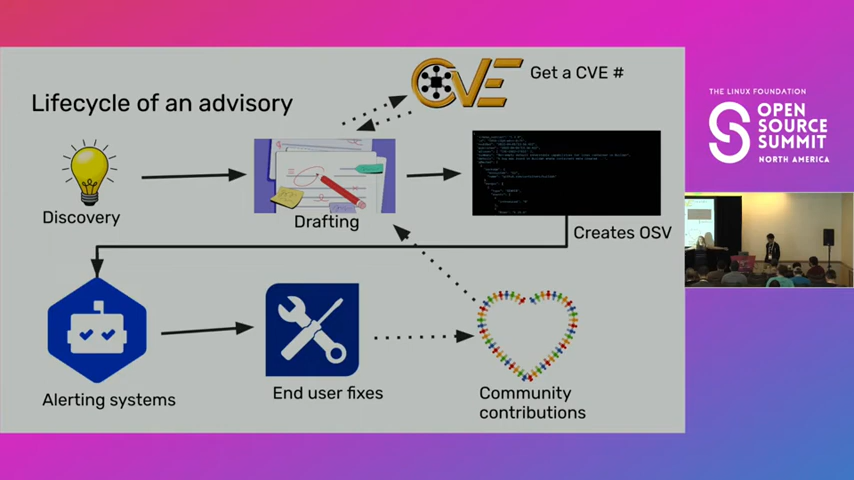 Lifecycle of an advisory
CVE
Get a CVE #
Discovery
Drafting
Creates OSV
Alerting systems
End user fixes
Community
contributions
THE LINUX FOUNDATION
OPEN
SOURCE
SUMMIT
NORTH AMERICA